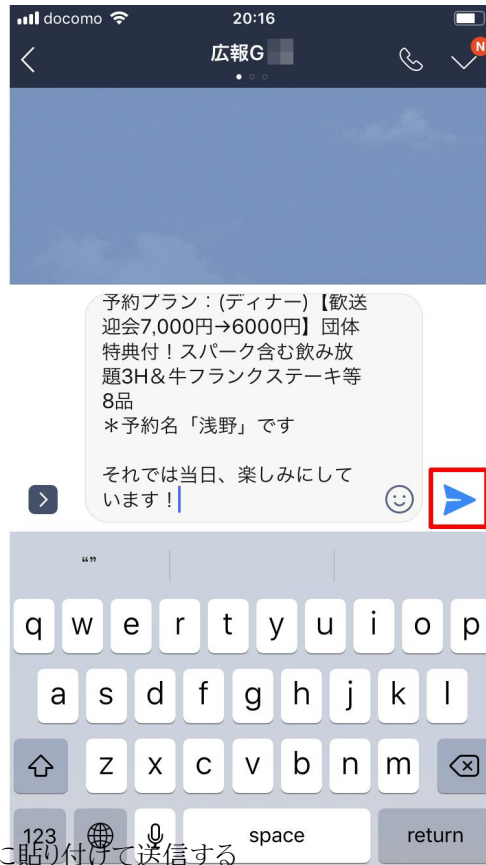 docomo
20:16
広報G
N
予約プラン：(ディナー)【歓送
迎会7,000円→6000円】団体
特典付！スパーク含む飲み放
題3H&牛フランクステーキ等
8品
＊予約名「浅野」です
それでは当日、楽しみにして
います！
“”
q w e r t y u i o p
a s d f g h j k l
z x c v b n m
123
space
return
に貼り付けて送信する